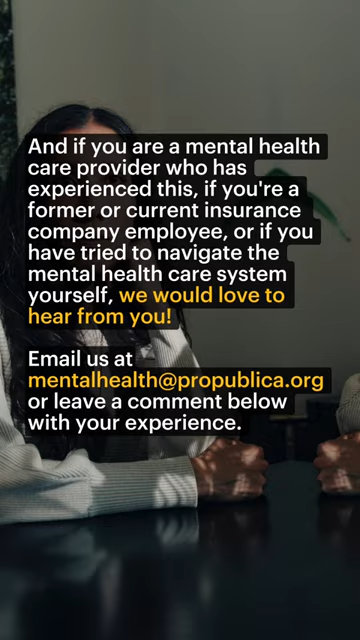 And if you are a mental health
care provider who has
experienced this, if you're a
former or current insurance
company employee, or if you
have tried to navigate the
mental health care system
yourself, we would love to
hear from you!
Email us at
mentalhealth@propublica.org
or leave a comment below
with your experience.